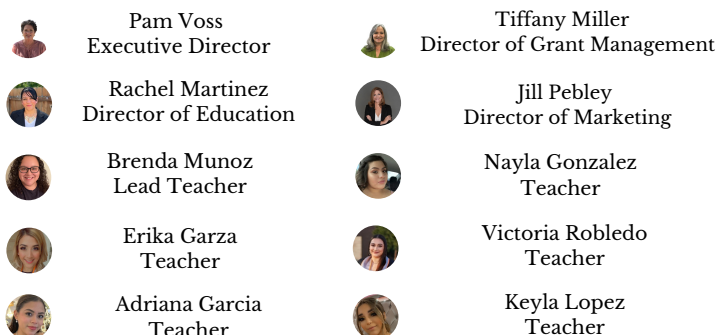 Pam Voss
Executive Director
Tiffany Miller
Director of Grant Management
Rachel Martinez
Director of Education
Jill Pebley
Director of Marketing
Brenda Munoz
Lead Teacher
Nayla Gonzalez
Teacher
Erika Garza
Teacher
Victoria Robledo
Teacher
Adriana Garcia
Teacher
Keyla Lopez
Teacher